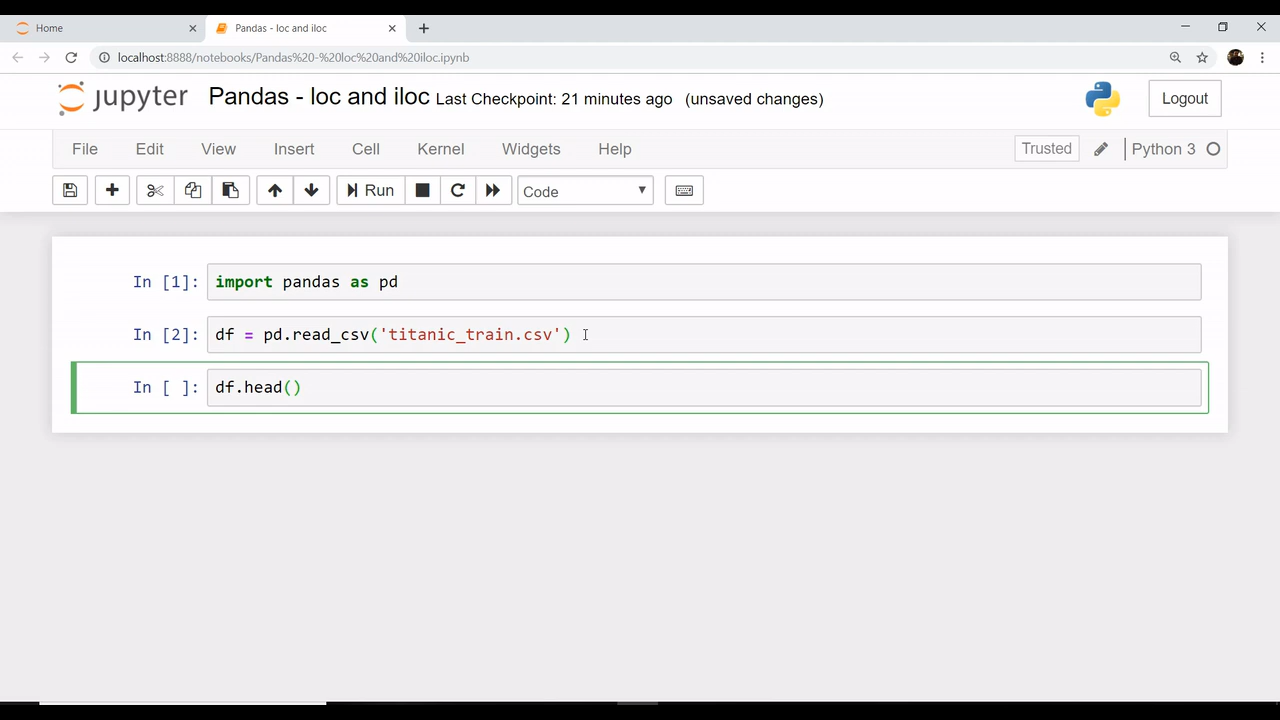 Home
Pandas - loc and iloc
localhost:8888/notebooks/Pandas%20-%20loc%20and%20iloc.ipynb
jupyter Pandas - loc and iloc Last Checkpoint: 21 minutes ago (unsaved changes)
Logout
File Edit View Insert Cell Kernel Widgets Help
Trusted
Python 3
Run
Code
In [1]: import pandas as pd
In [2]: df = pd.read_csv('titanic_train.csv')
In [ ]: df.head()